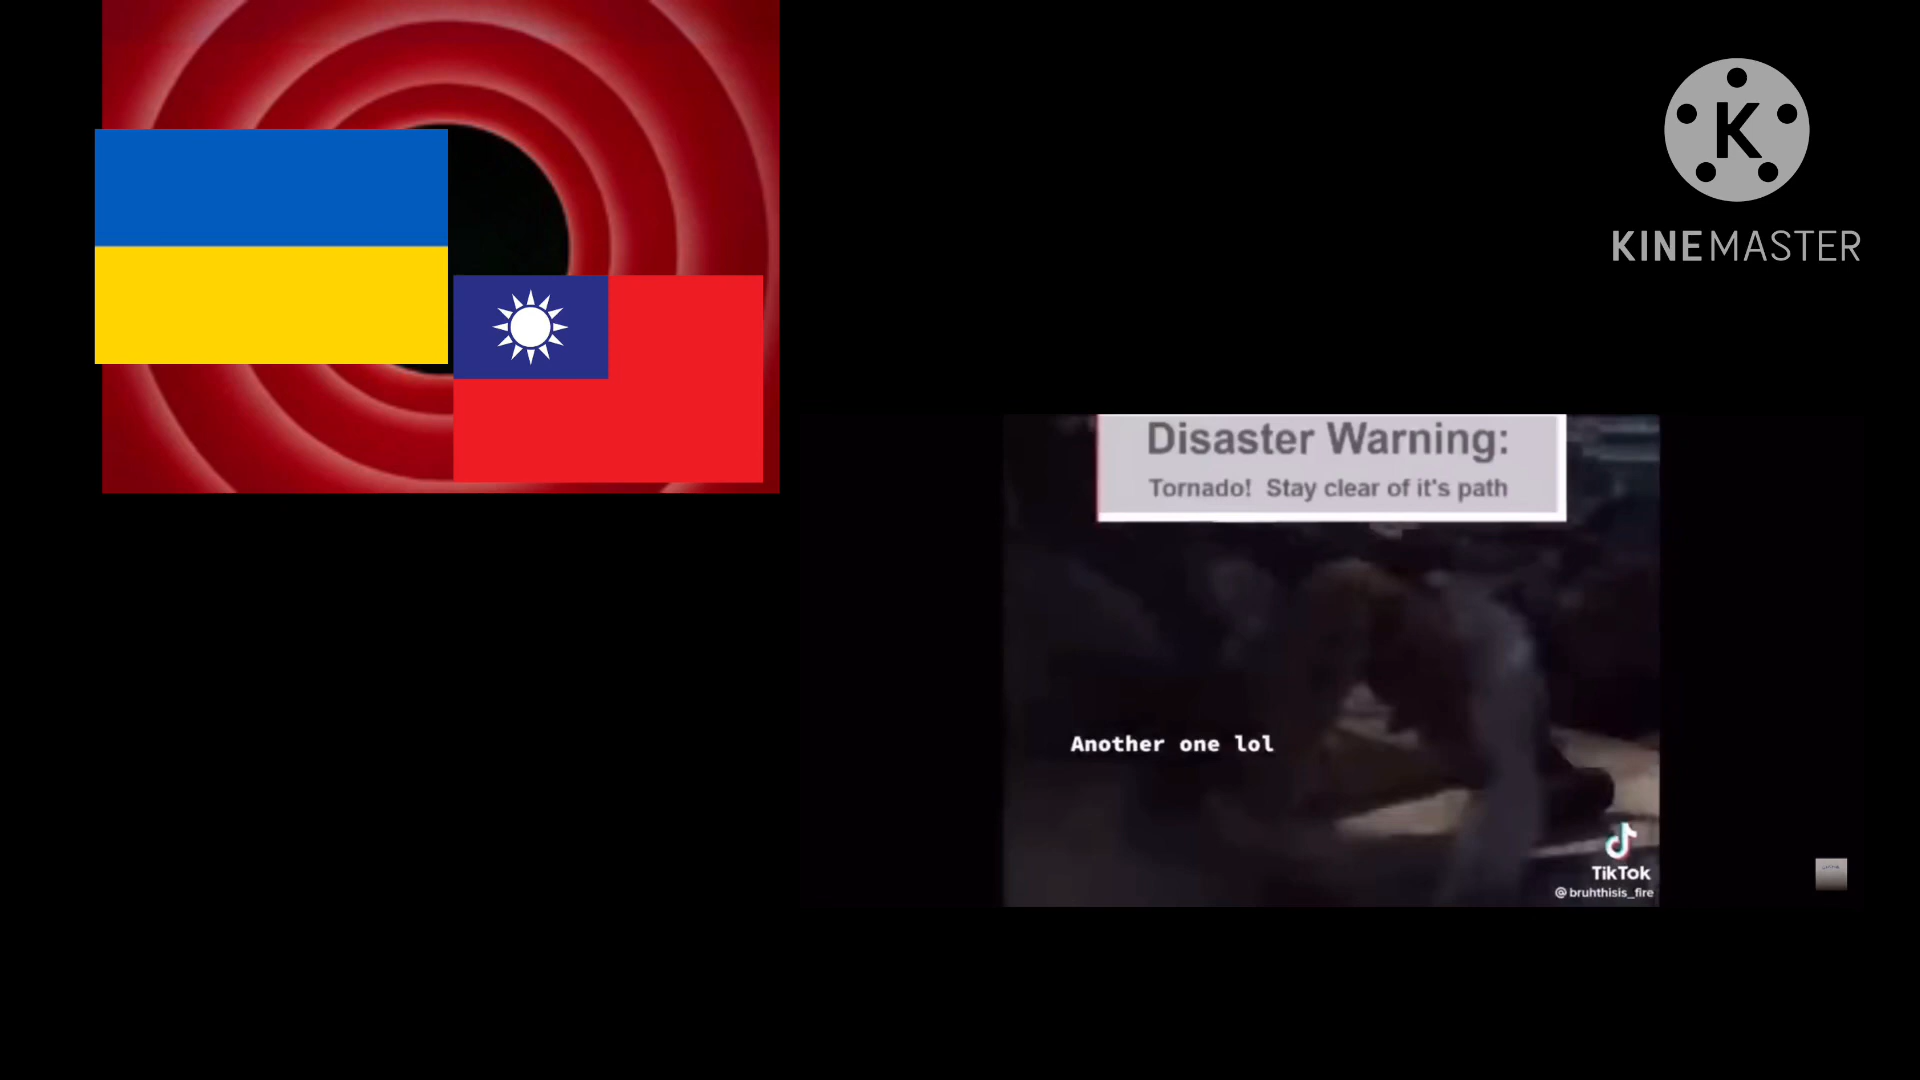 K
KINEMASTER
Disaster Warning:
Tornado! Stay clear of it's path
Another one lol
TikTok
@bruhthisis_fire